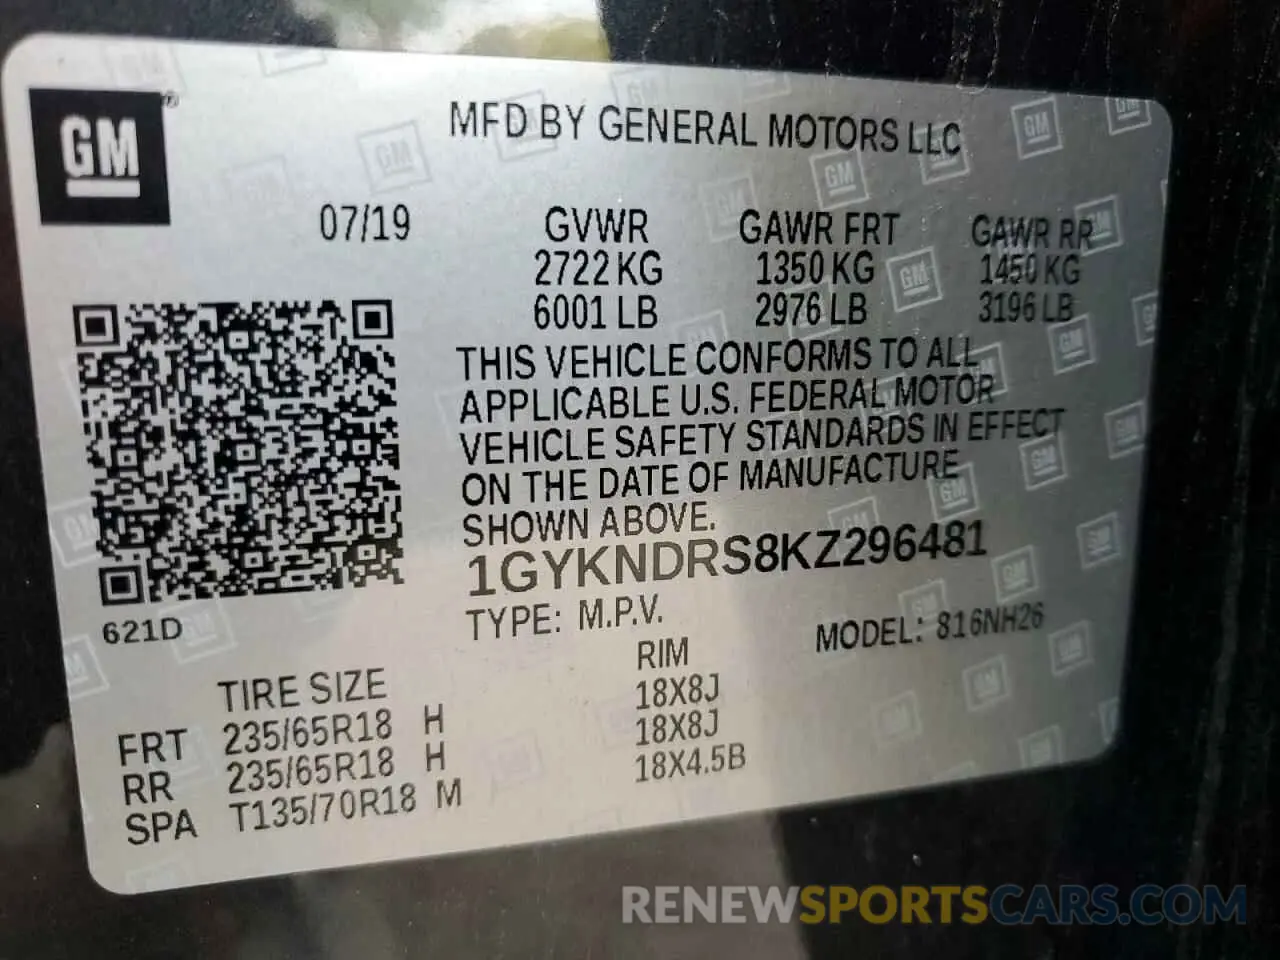 GM
MFD BY GENERAL MOTORS LLC
07/19
GVWR GAWR FRT GAWR RR
2722 KG 1350 KG 1450 KG
6001 LB 2976 LB 3196 LB
THIS VEHICLE CONFORMS TO ALL
APPLICABLE U.S. FEDERAL MOTOR
VEHICLE SAFETY STANDARDS IN EFFECT
ON THE DATE OF MANUFACTURE
SHOWN ABOVE.
1GYKNDRS8KZ296481
621D
TYPE: M.P.V. MODEL: 816NH26
TIRE SIZE RIM
FRT 235/65R18 H 18X8J
RR 235/65R18 H 18X8J
SPA T135/70R18 M 18X4.5B
RENEWSPORTSCARS.COM